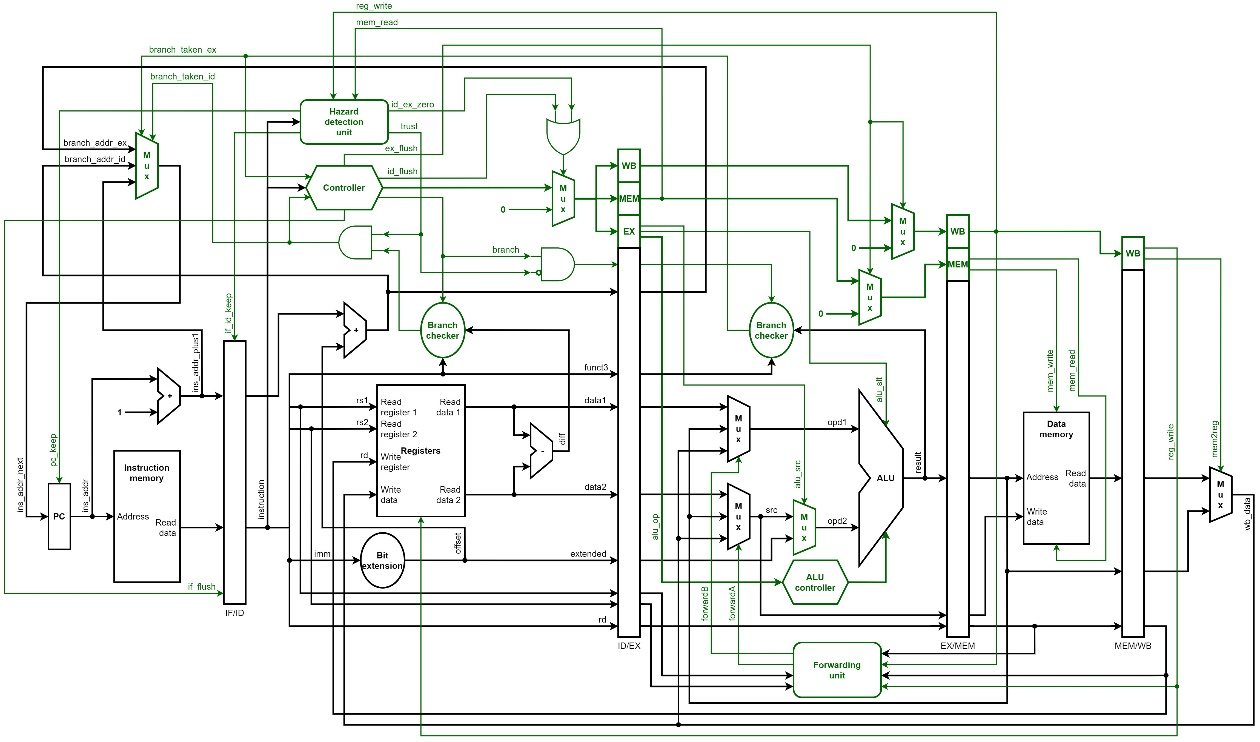 reg_write
mem_read
branch_taken_ex
branch_taken_id
Hazard
detection
unit
id_ex_zero
trust
ex_flush
id_flush
branch_addr_ex
branch_addr_id
M
u
x
Controller
M
u
x
0
WB
MEM
EX
M
u
x
0
WB
MEM
WB
M
u
x
0
branch
if_id_keep
ins_addr_plus1
+
1
+
Branch
checker
Branch
checker
funct3
alu_slt
mem_write
mem_read
rs1
rs2
rd
Read
register 1
Read
register 2
Registers
Write
register
Write
data
Read
data 1
Read
data 2
-
diff
data1
data2
M
u
x
opd1
M
u
x
src
alu_src
M
u
x
opd2
ALU
result
Data
memory
Address
Read
data
Write
data
reg_write
mem2reg
M
u
x
wb_data
ins_addr_next
pc_keep
PC
ins_addr
Instruction
memory
Address
Read
data
instruction
imm
Bit
extension
offset
extended
alu_op
ALU
controller
if_flush
IF/ID
rd
forwardB
forwardA
ID/EX
EX/MEM
MEM/WB
Forwarding
unit